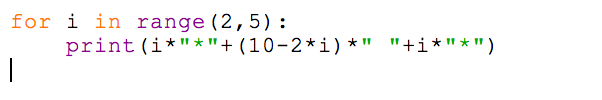 for i in range(2,5):
    print(i*"*"+(10-2*i)*" "+i*"*")